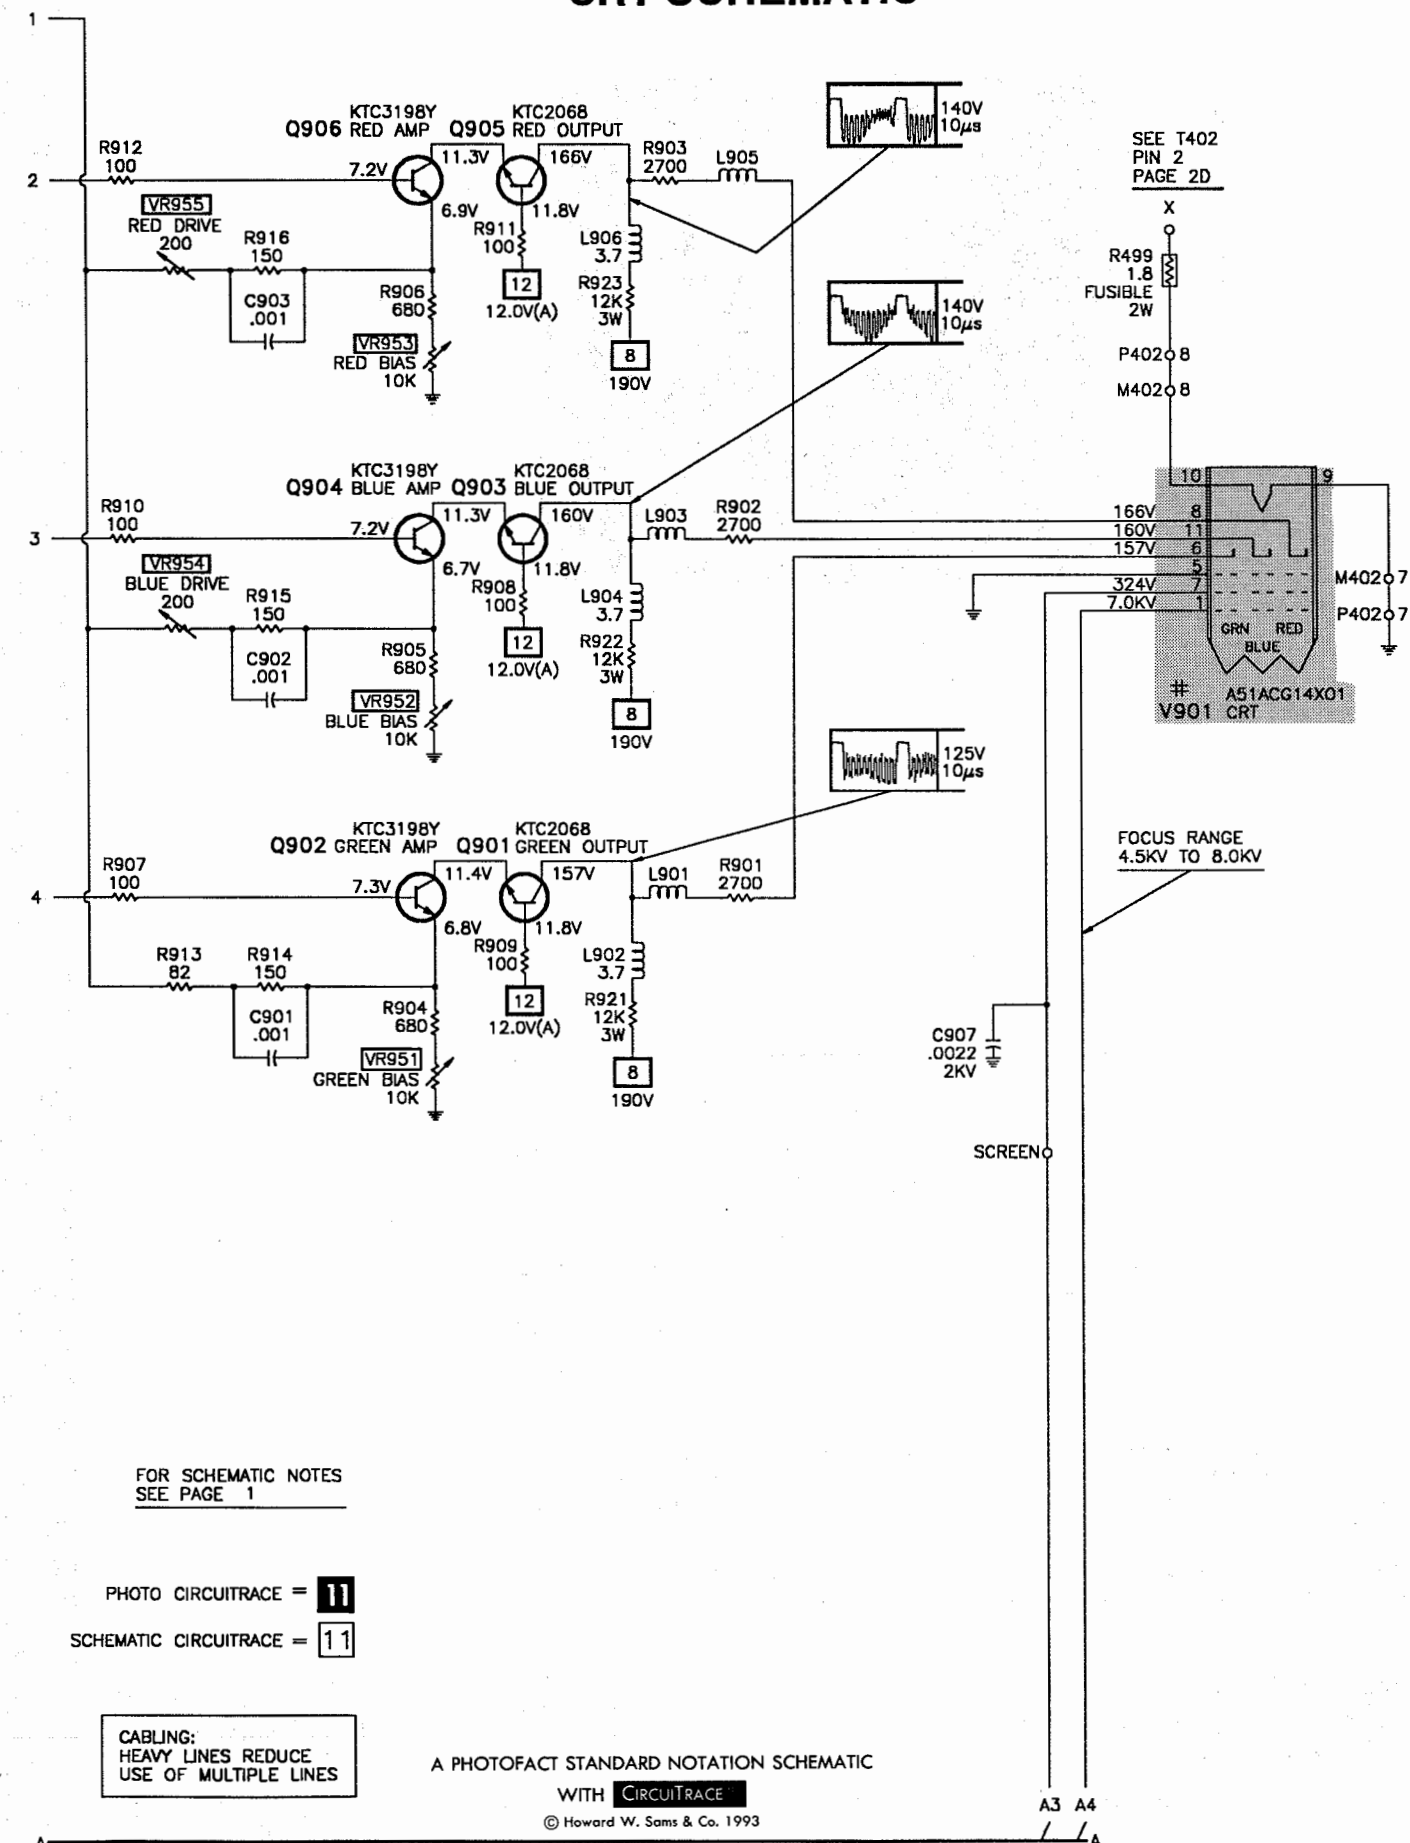 1
KTC3198Y
Q906 RED AMP
KTC2068
Q905 RED OUTPUT
140V
10µs
R912
100
2
7.2V
11.3V
166V
R903
2700
L905
6.9V
11.8V
VR955
RED DRIVE
200
R916
150
C903
.001
R911
100
12
12.0V(A)
L906
3.7
R923
12K
3W
8
190V
R906
680
VR953
RED BIAS
10K
140V
10µs
SEE T402
PIN 2
PAGE 2D
X
R499
1.8
FUSIBLE
2W
P402 8
M402 8
KTC3198Y
Q904 BLUE AMP
KTC2068
Q903 BLUE OUTPUT
R910
100
3
7.2V
11.3V
160V
L903
R902
2700
6.7V
11.8V
VR954
BLUE DRIVE
200
R915
150
C902
.001
R908
100
12
12.0V(A)
L904
3.7
R922
12K
3W
8
190V
R905
680
VR952
BLUE BIAS
10K
10
9
166V 8
160V 11
157V 6
5
324V 7
7.0KV 1
GRN RED
BLUE
M402 7
P402 7
#
V901
A51ACG14X01
CRT
125V
10µs
KTC3198Y
Q902 GREEN AMP
KTC2068
Q901 GREEN OUTPUT
R907
100
4
7.3V
11.4V
157V
L901
R901
2700
6.8V
11.8V
R913
82
R914
150
C901
.001
R909
100
12
12.0V(A)
L902
3.7
R921
12K
3W
8
190V
R904
680
VR951
GREEN BIAS
10K
FOCUS RANGE
4.5KV TO 8.0KV
C907
.0022
2KV
SCREEN
FOR SCHEMATIC NOTES
SEE PAGE 1
PHOTO CIRCUITRACE = 11
SCHEMATIC CIRCUITRACE = 11
CABLING:
HEAVY LINES REDUCE
USE OF MULTIPLE LINES
A PHOTOFACT STANDARD NOTATION SCHEMATIC
WITH CIRCUITRACE
© Howard W. Sams & Co. 1993
A3 A4
A
A